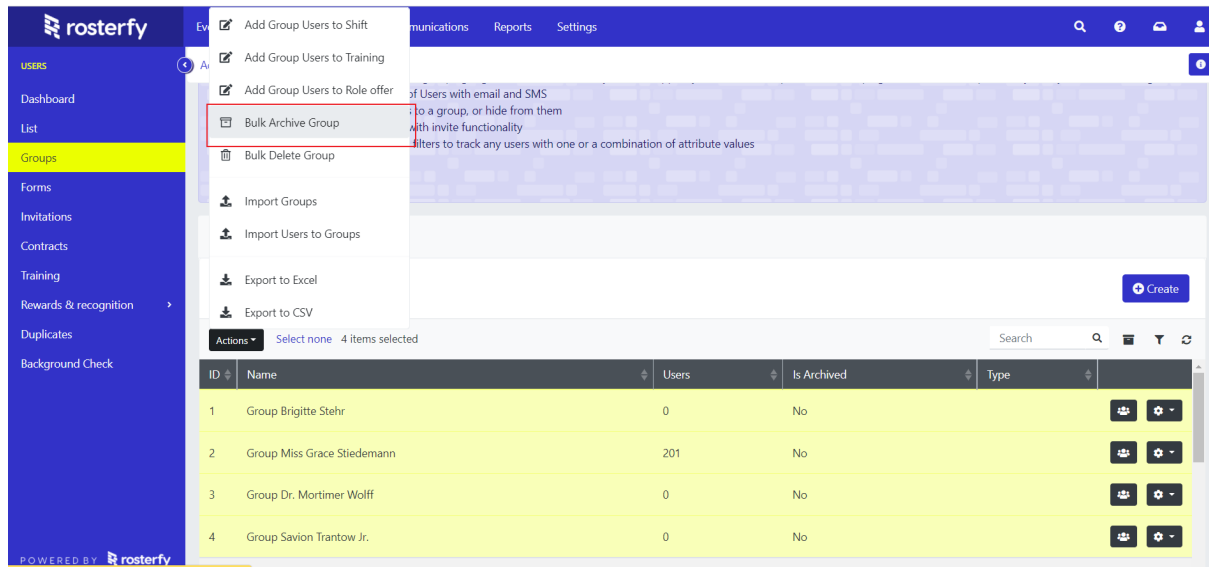 rosterfy
Ev
munications Reports Settings
USERS
Dashboard
List
Groups
Forms
Invitations
Contracts
Training
Rewards & recognition
Duplicates
Background Check
POWERED BY rosterfy
Add Group Users to Shift
Add Group Users to Training
Add Group Users to Role offer
Bulk Archive Group
Bulk Delete Group
Import Groups
Import Users to Groups
Export to Excel
Export to CSV
of Users with email and SMS
to a group, or hide from them
with invite functionality
filters to track any users with one or a combination of attribute values
Create
Actions Select none 4 items selected Search
ID Name Users Is Archived Type
1 Group Brigitte Stehr 0 No
2 Group Miss Grace Stiedemann 201 No
3 Group Dr. Mortimer Wolff 0 No
4 Group Savion Trantow Jr. 0 No